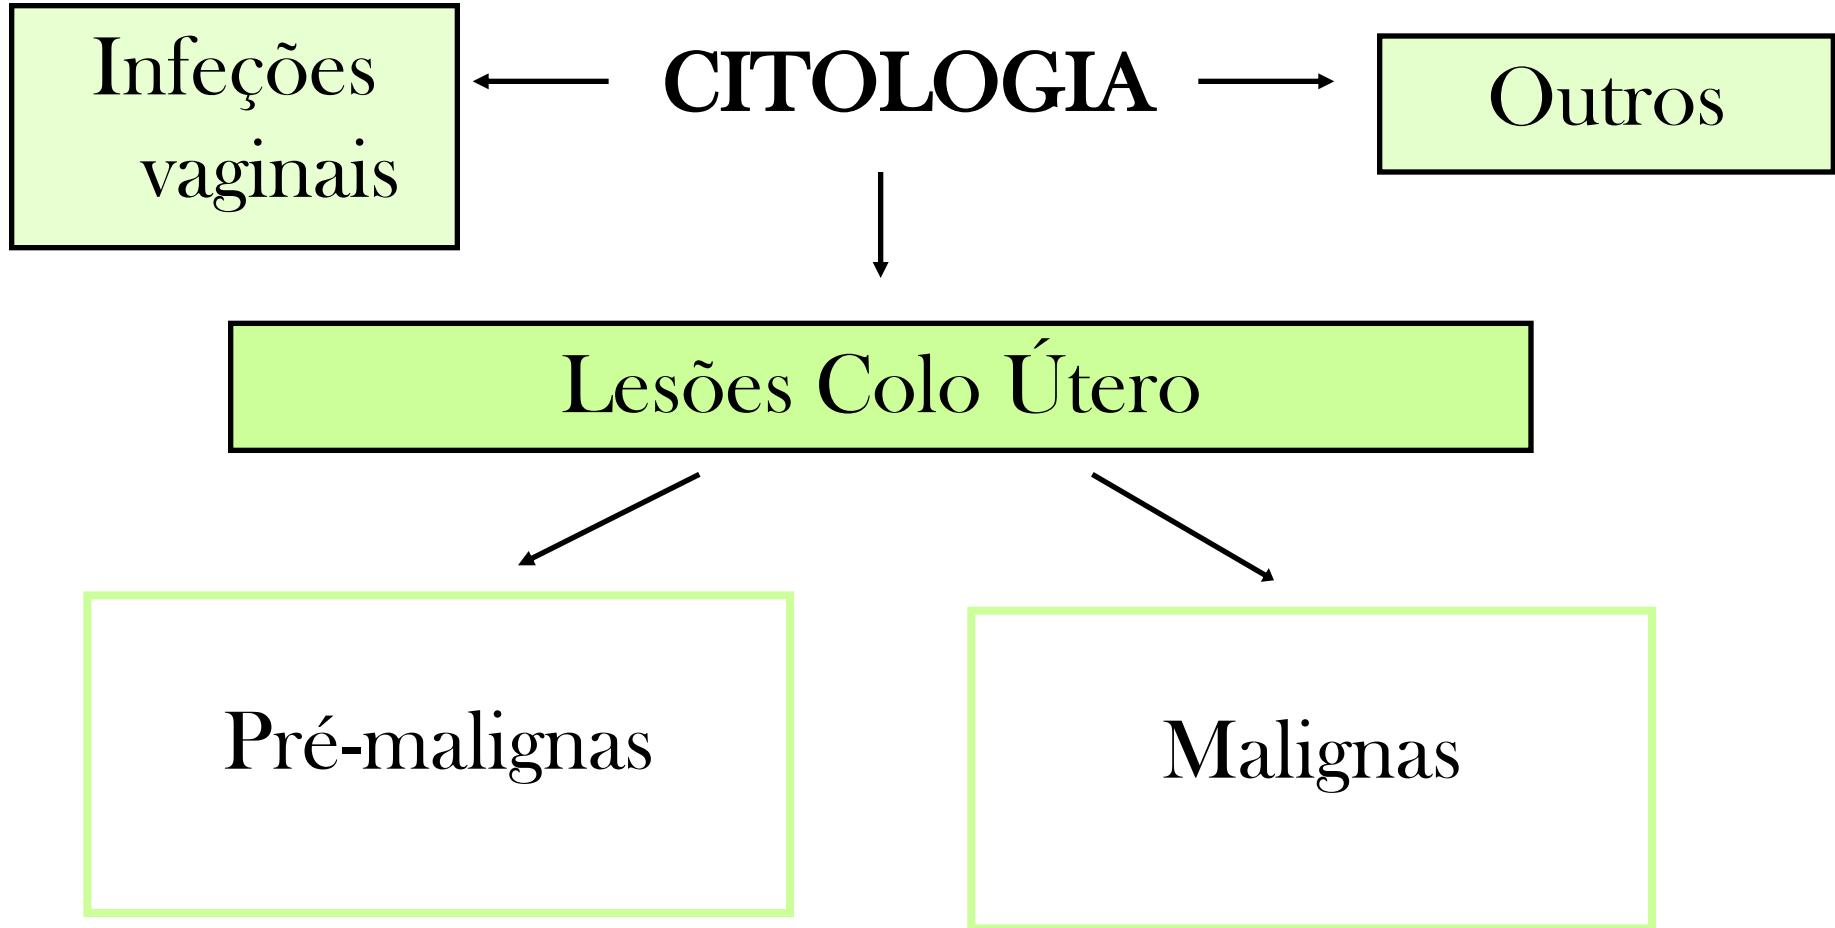 Infeções
vaginais
CITOLOGIA
Outros
Lesões Colo Útero
Pré-malignas
Malignas